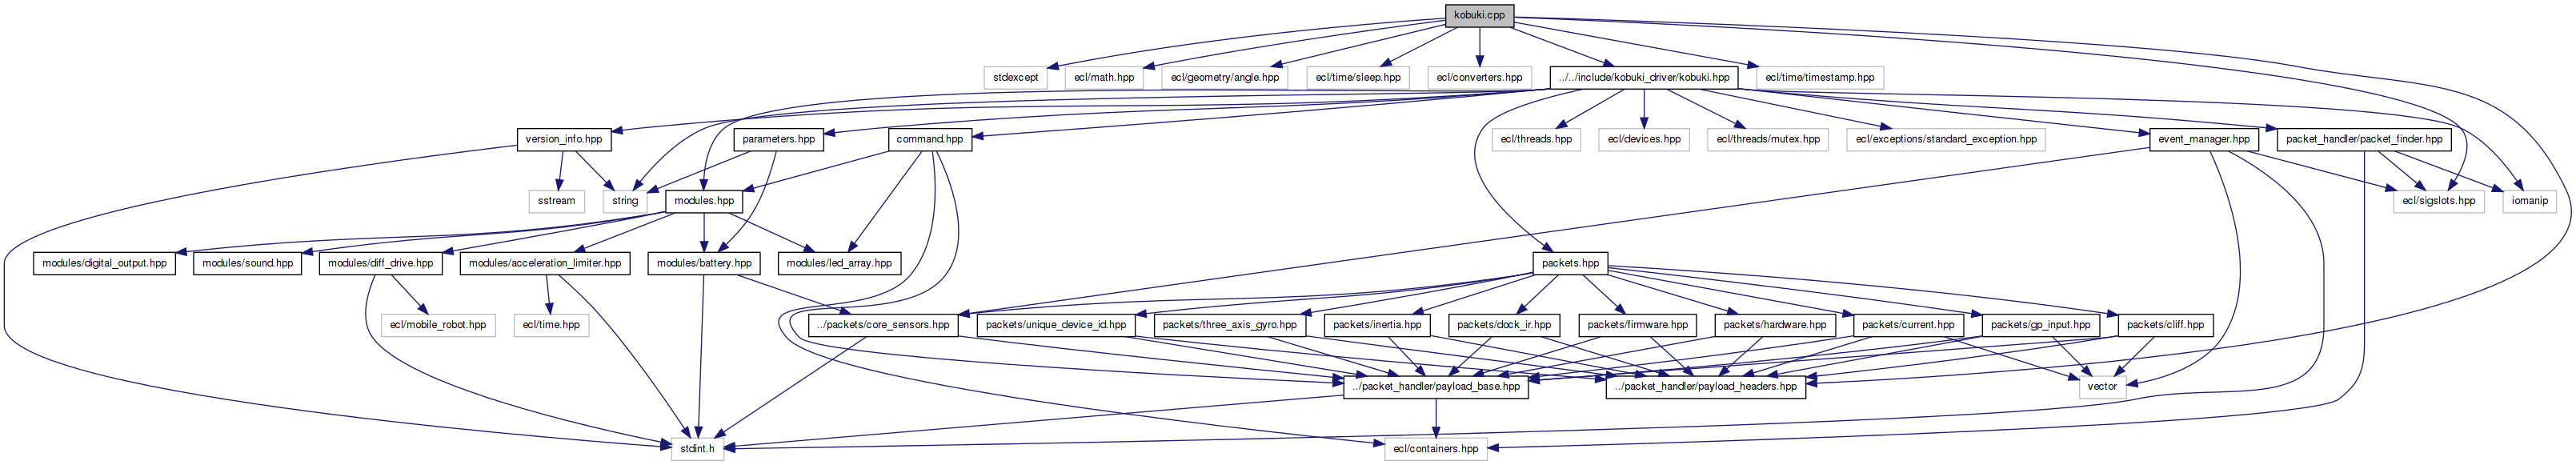 kobuki.cpp
stdexcept
ecl/math.hpp
ecl/geometry/angle.hpp
ecl/time/sleep.hpp
ecl/converters.hpp
../../include/kobuki_driver/kobuki.hpp
ecl/time/timestamp.hpp
version_info.hpp
parameters.hpp
command.hpp
ecl/threads.hpp
ecl/devices.hpp
ecl/threads/mutex.hpp
ecl/exceptions/standard_exception.hpp
event_manager.hpp
packet_handler/packet_finder.hpp
sstream
string
modules.hpp
ecl/sigslots.hpp
iomanip
modules/digital_output.hpp
modules/sound.hpp
modules/diff_drive.hpp
modules/acceleration_limiter.hpp
modules/battery.hpp
modules/led_array.hpp
packets.hpp
ecl/mobile_robot.hpp
ecl/time.hpp
../packets/core_sensors.hpp
packets/unique_device_id.hpp
packets/three_axis_gyro.hpp
packets/inertia.hpp
packets/dock_ir.hpp
packets/firmware.hpp
packets/hardware.hpp
packets/current.hpp
packets/gp_input.hpp
packets/cliff.hpp
../packet_handler/payload_base.hpp
../packet_handler/payload_headers.hpp
vector
stdint.h
ecl/containers.hpp